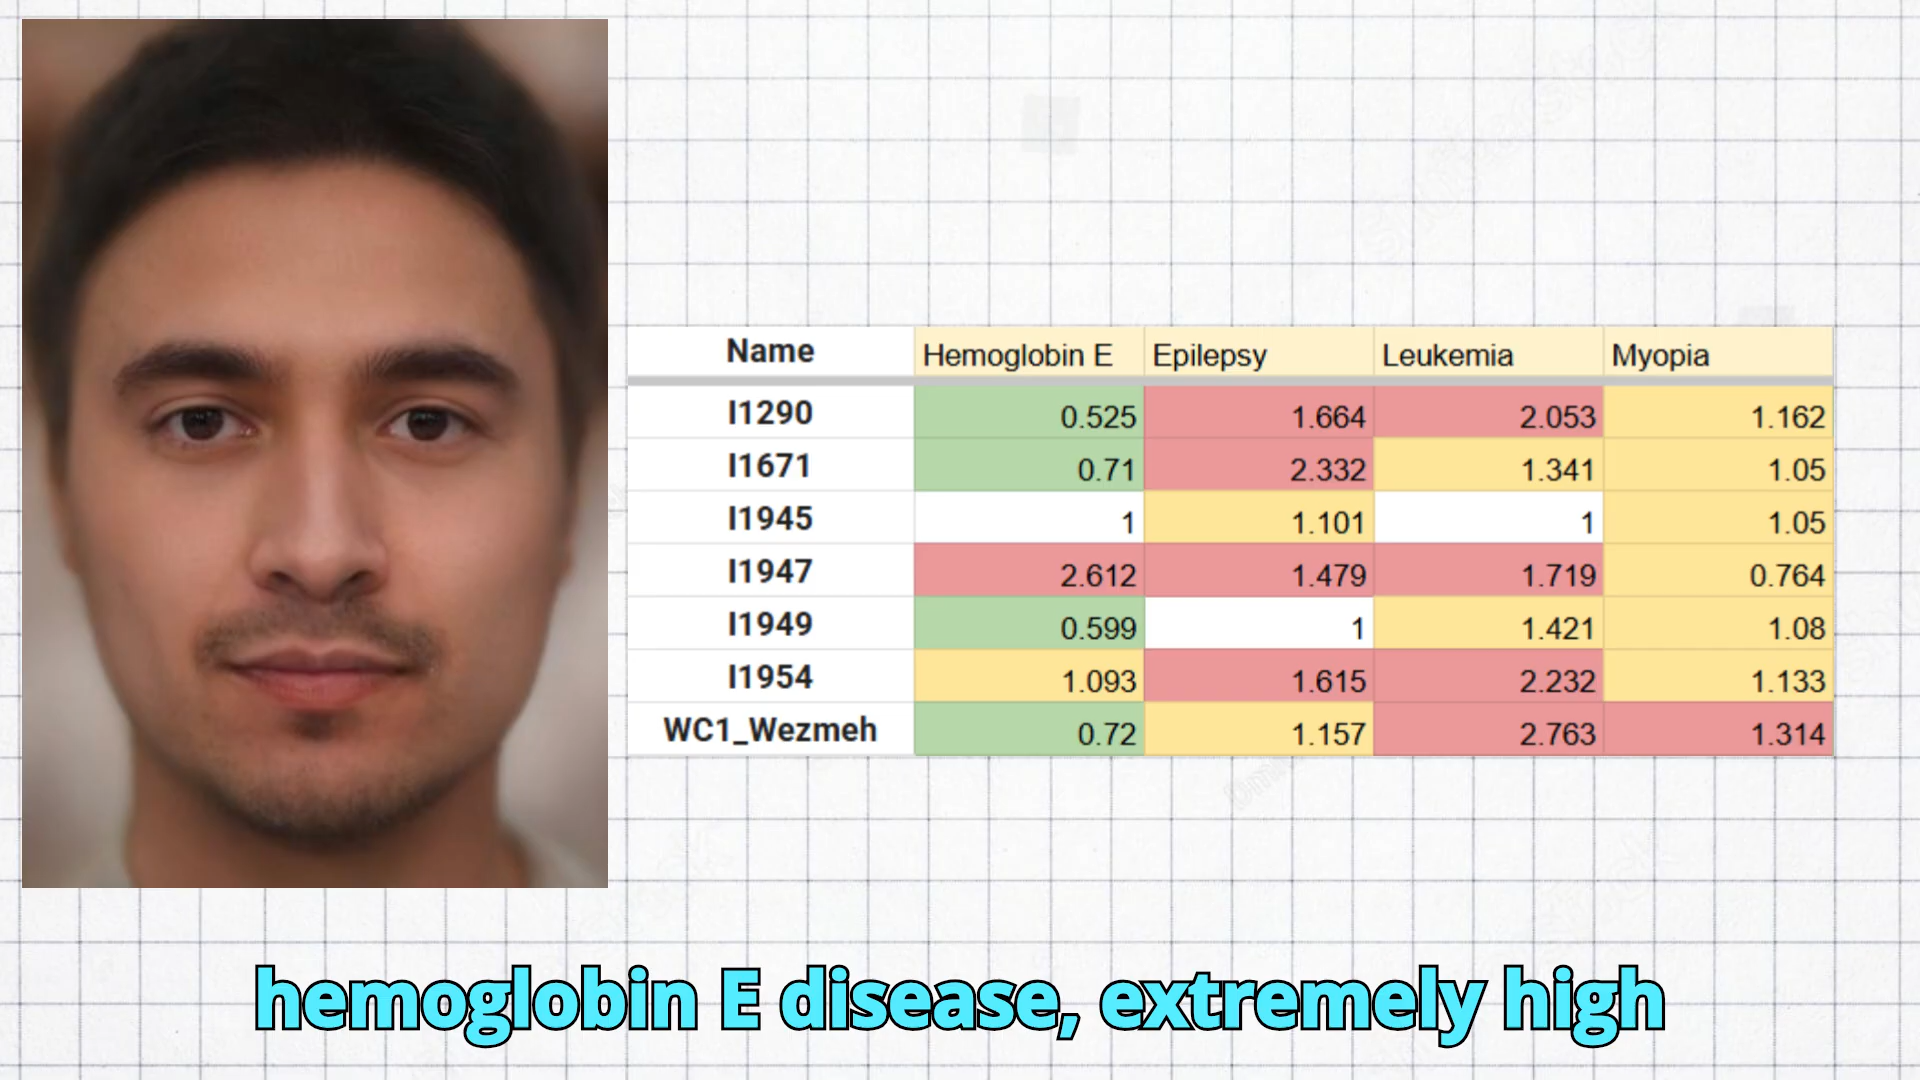 Name Hemoglobin E Epilepsy Leukemia Myopia
I1290 0.525 1.664 2.053 1.162
I1671 0.71 2.332 1.341 1.05
I1945 1 1.101 1 1.05
I1947 2.612 1.479 1.719 0.764
I1949 0.599 1 1.421 1.08
I1954 1.093 1.615 2.232 1.133
WC1_Wezmeh 0.72 1.157 2.763 1.314
hemoglobin E disease, extremely high